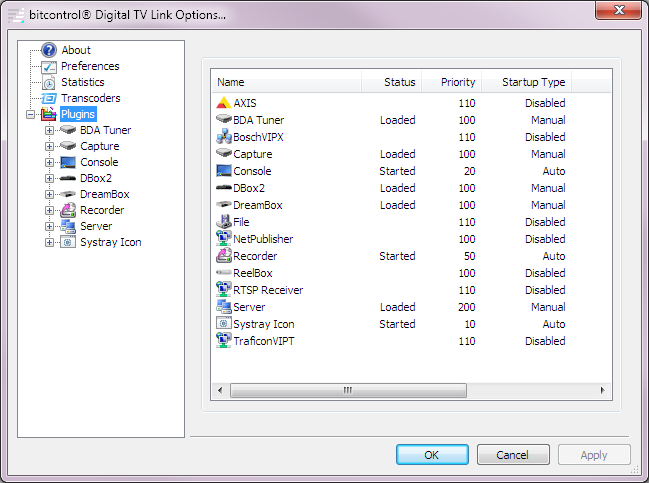 bitcontrol® Digital TV Link Options...
About
Preferences
Statistics
Transcoders
Plugins
BDA Tuner
Capture
Console
DBox2
DreamBox
Recorder
Server
Systray Icon
Name Status Priority Startup Type
AXIS 110 Disabled
BDA Tuner Loaded 100 Manual
BoschVIPX 110 Disabled
Capture Loaded 100 Manual
Console Started 20 Auto
DBox2 Loaded 100 Manual
DreamBox Loaded 100 Manual
File 110 Disabled
NetPublisher 100 Disabled
Recorder Started 50 Auto
ReelBox 100 Disabled
RTSP Receiver 110 Disabled
Server Loaded 200 Manual
Systray Icon Started 10 Auto
TraficonVIPT 110 Disabled
OK Cancel Apply